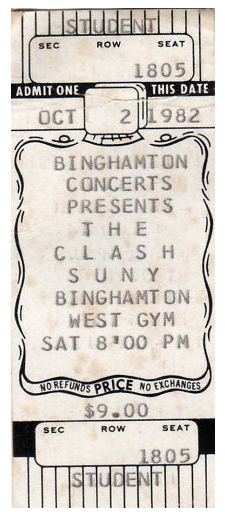 STUDENT
SEC ROW SEAT
1805
ADMIT ONE THIS DATE
OCT 2 1982
BINGHAMTON
CONCERTS
PRESENTS
THE
CLASH
SUNY
BINGHAMTON
WEST GYM
SAT 8'00 PM
NO REFUNDS PRICE NO EXCHANGES
$9.00
SEC ROW SEAT
1805
STUDENT